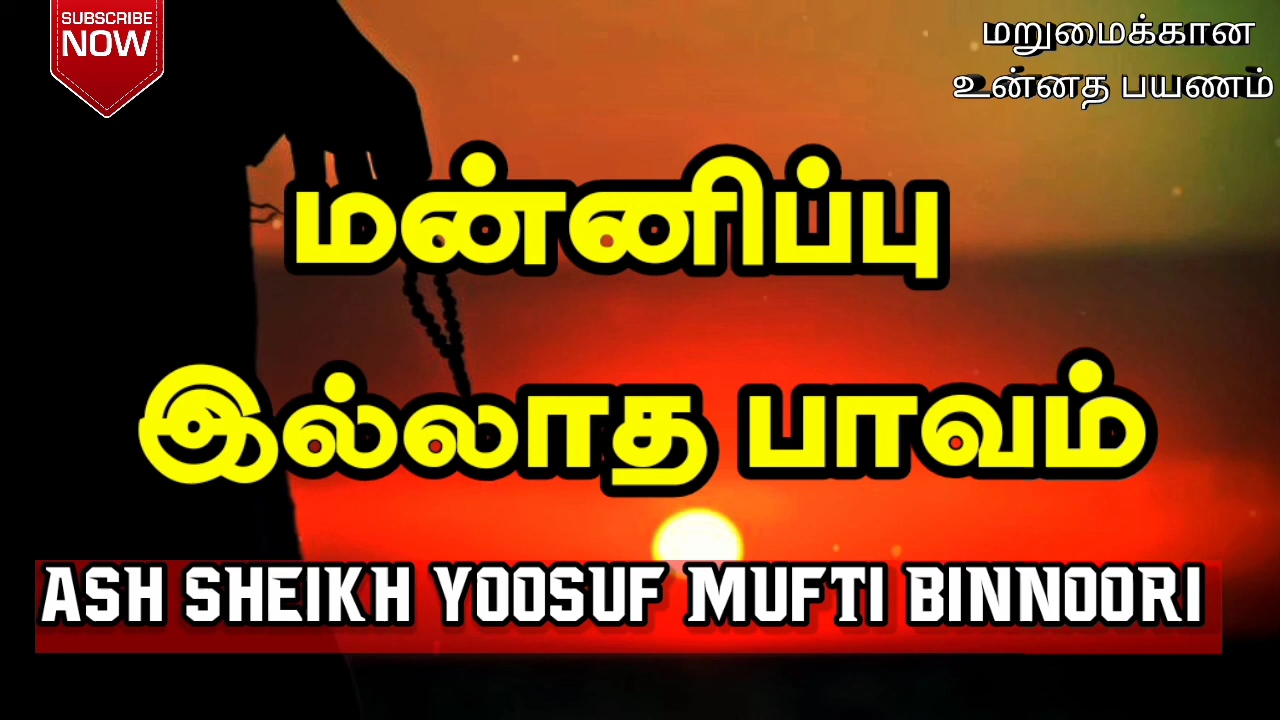 SUBSCRIBE
NOW
மறுமைக்கான
உன்னத பயணம்
மன்னிப்பு
இல்லாத பாவம்
ASH SHEIKH YOOSUF MUFTI BINNOORI